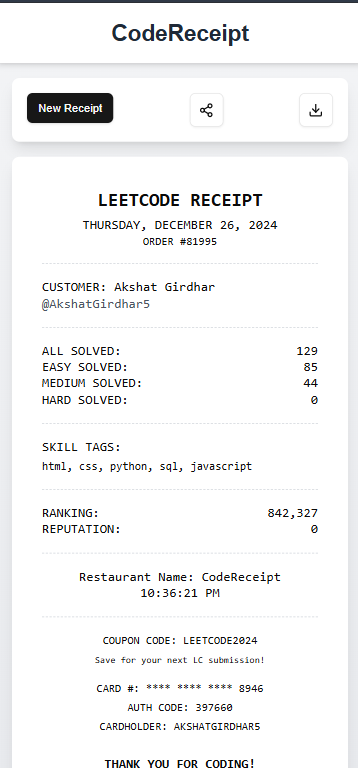 CodeReceipt
New Receipt
LEETCODE RECEIPT
THURSDAY, DECEMBER 26, 2024
ORDER #81995
CUSTOMER: Akshat Girdhar
@AkshatGirdhar5
ALL SOLVED: 129
EASY SOLVED: 85
MEDIUM SOLVED: 44
HARD SOLVED: 0
SKILL TAGS:
html, css, python, sql, javascript
RANKING: 842,327
REPUTATION: 0
Restaurant Name: CodeReceipt
10:36:21 PM
COUPON CODE: LEETCODE2024
Save for your next LC submission!
CARD #: **** **** **** 8946
AUTH CODE: 397660
CARDHOLDER: AKSHATGIRDHAR5
THANK YOU FOR CODING!